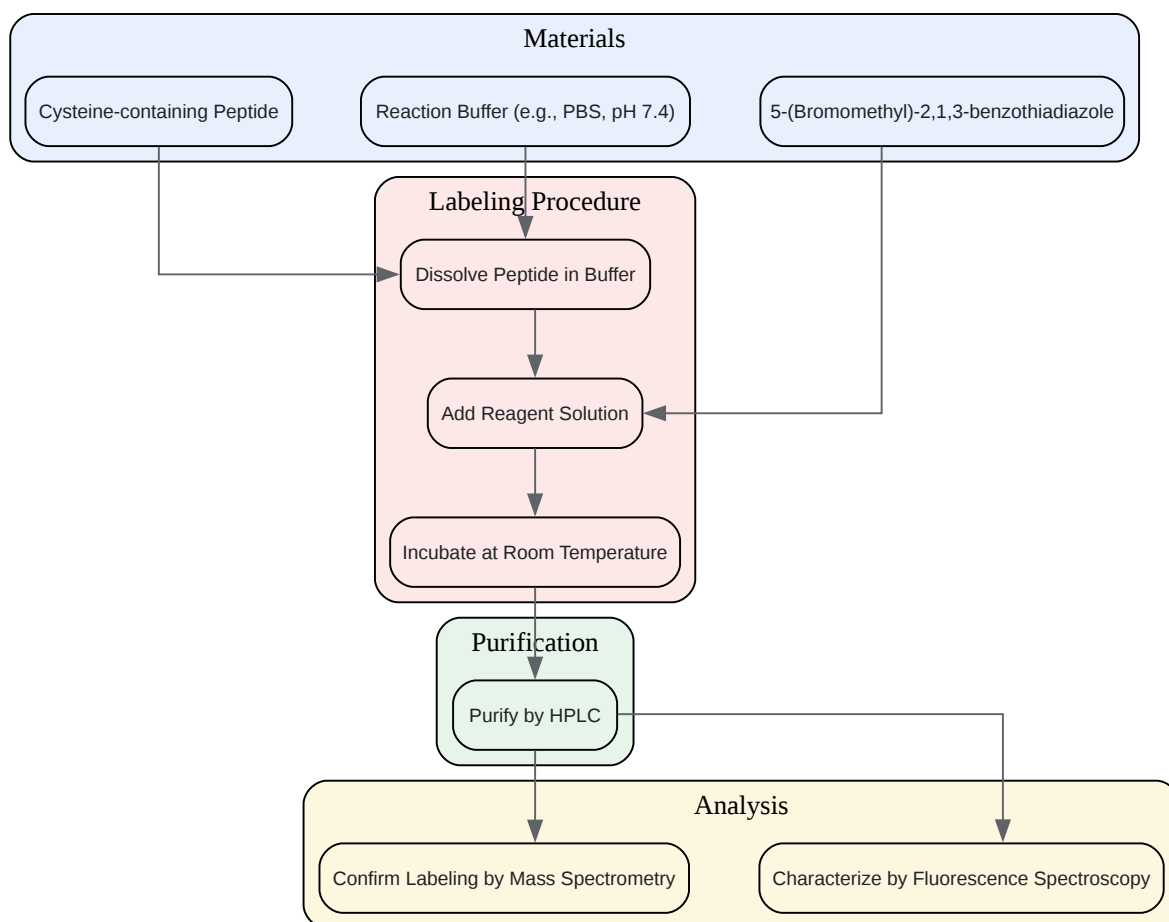 Materials
Cysteine-containing Peptide
Reaction Buffer (e.g., PBS, pH 7.4)
5-(Bromomethyl)-2,1,3-benzothiadiazole
Labeling Procedure
Dissolve Peptide in Buffer
Add Reagent Solution
Incubate at Room Temperature
Purification
Purify by HPLC
Analysis
Confirm Labeling by Mass Spectrometry
Characterize by Fluorescence Spectroscopy